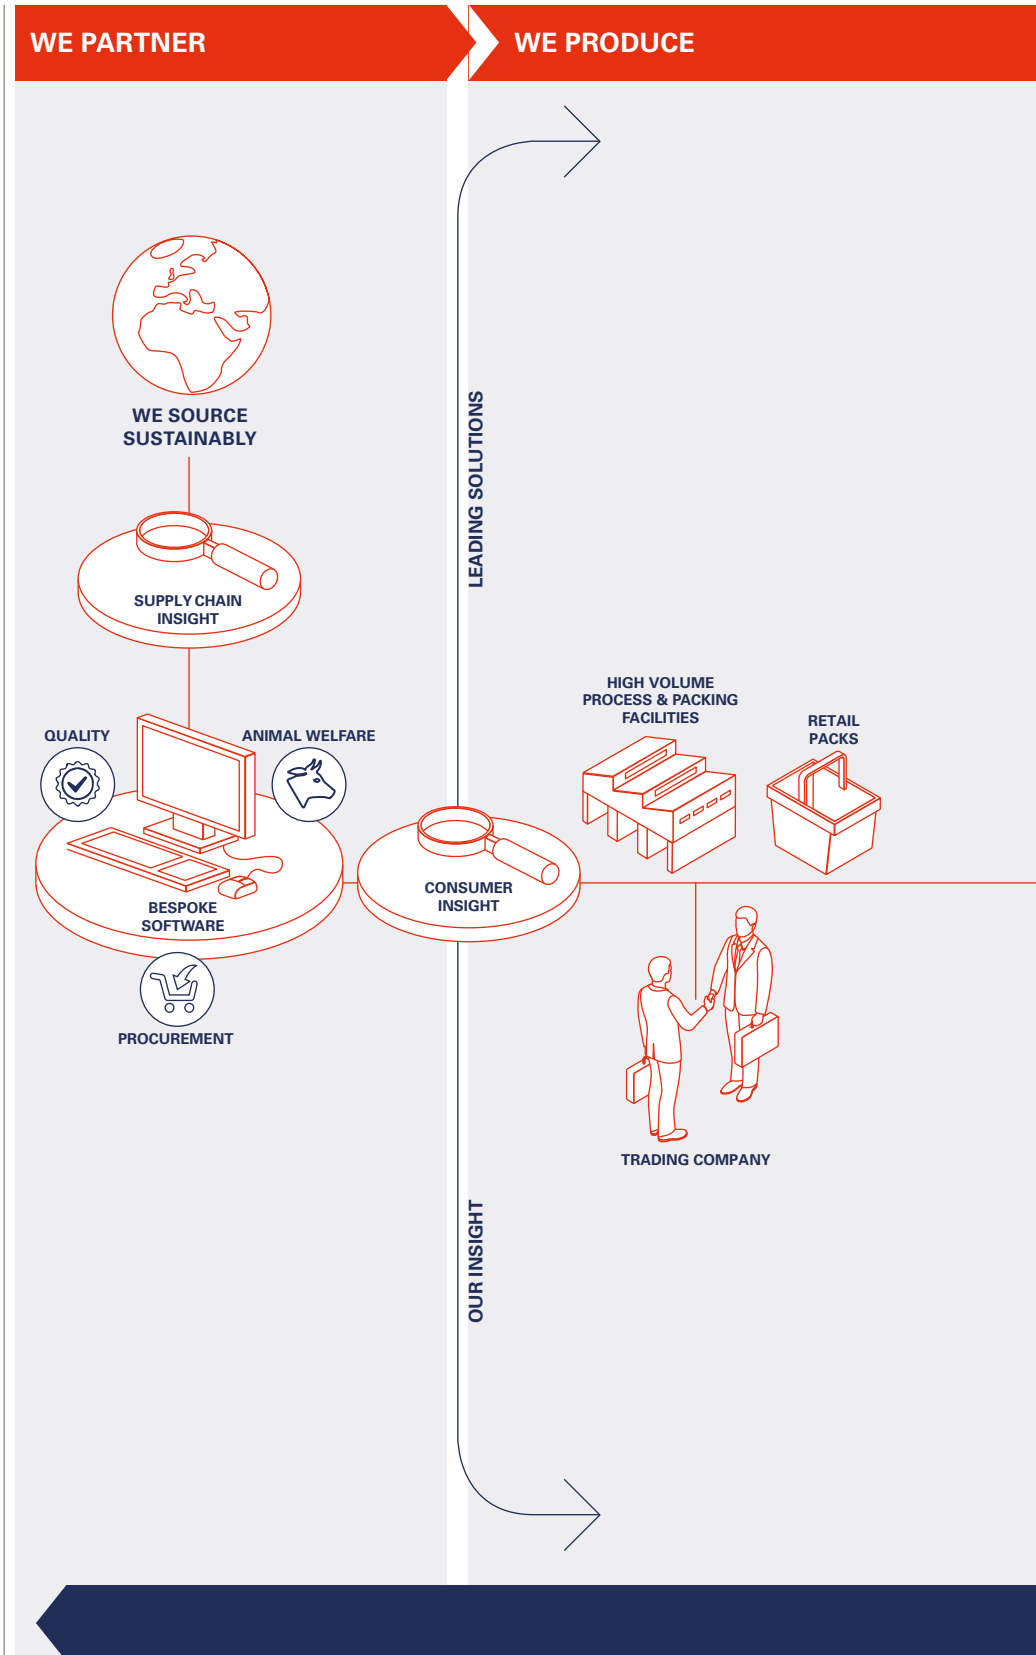 WE PARTNER
WE PRODUCE
WE SOURCE
SUSTAINABLY
SUPPLY CHAIN
INSIGHT
QUALITY
ANIMAL WELFARE
BESPOKE
SOFTWARE
PROCUREMENT
LEADING SOLUTIONS
CONSUMER
INSIGHT
OUR INSIGHT
HIGH VOLUME
PROCESS & PACKING
FACILITIES
RETAIL
PACKS
TRADING COMPANY